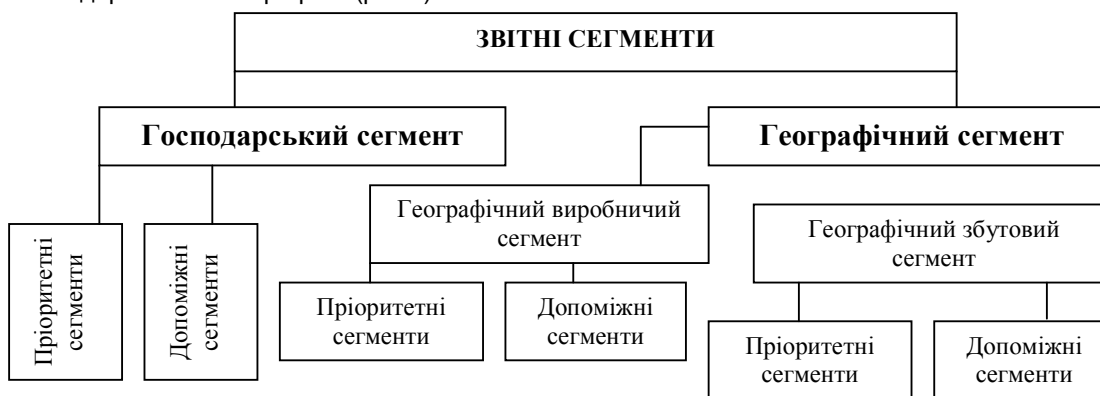 ЗВІТНІ СЕГМЕНТИ
Господарський сегмент
Географічний сегмент
Географічний виробничий
сегмент
Географічний збутовий
сегмент
Пріоритетні
сегменти
Допоміжні
сегменти
Пріоритетні
сегменти
Допоміжні
сегменти
Пріоритетні
сегменти
Допоміжні
сегменти